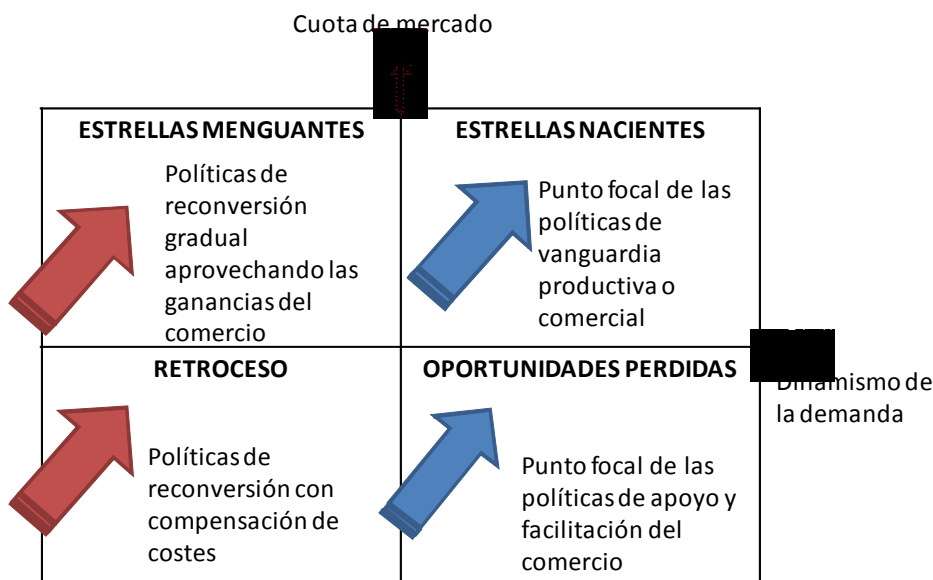 Cuota de mercado
ESTRELLAS MENGUANTES
Políticas de
reconversión
gradual
aprovechando las
ganancias del
comercio
ESTRELLAS NACIENTES
Punto focal de las
políticas de
vanguardia
productiva o
comercial
RETROCESO
Políticas de
reconversión con
compensación de
costes
OPORTUNIDADES PERDIDAS
Punto focal de las
políticas de apoyo y
facilitación del
comercio
Dinamismo de
la demanda